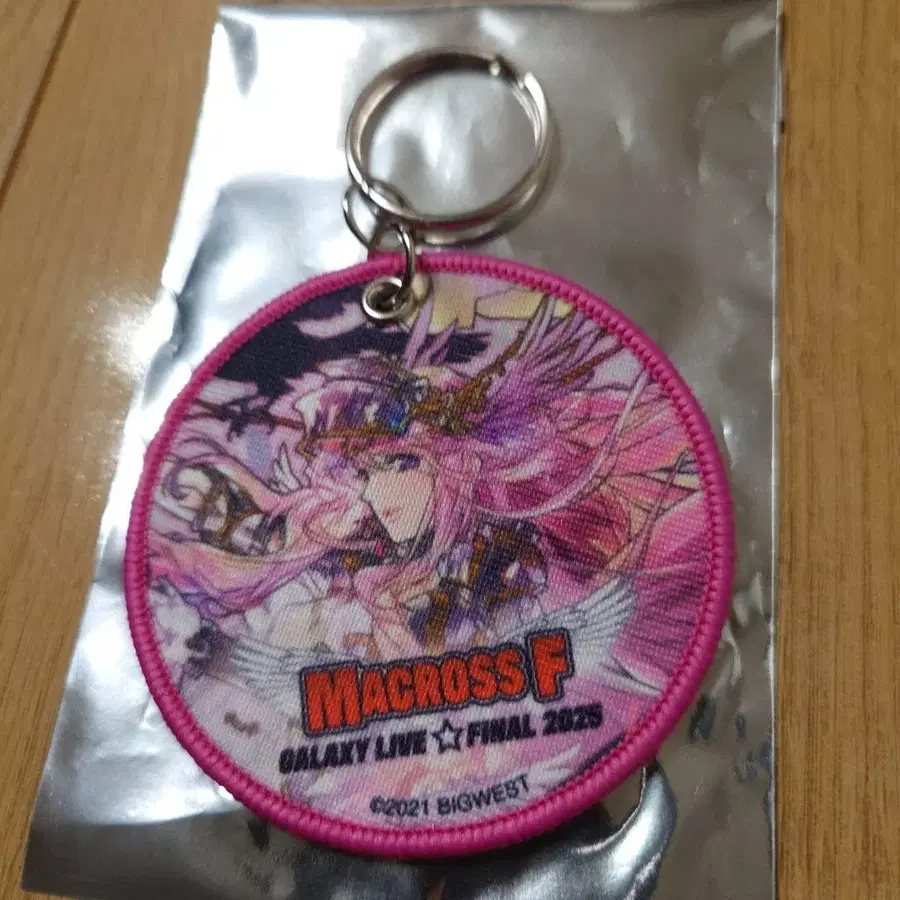 MACROSS F
GALAXY LIVE ☆ FINAL 2025
©2021 BIGWEST